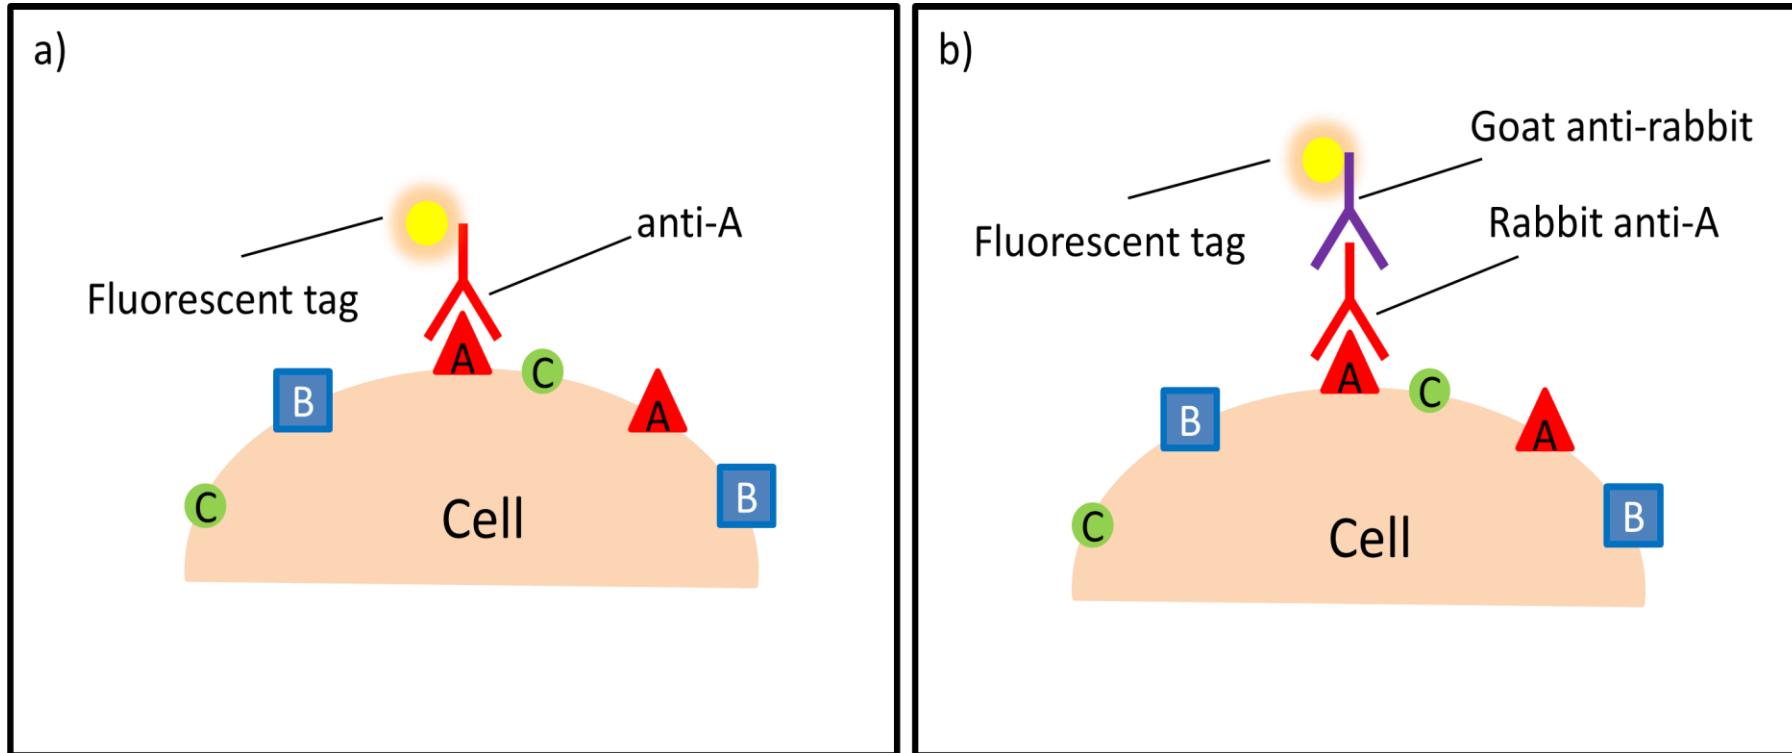 a)
Fluorescent tag
anti-A
A
C
B
A
B
C
Cell
b)
Goat anti-rabbit
Rabbit anti-A
Fluorescent tag
A
C
B
A
B
C
Cell